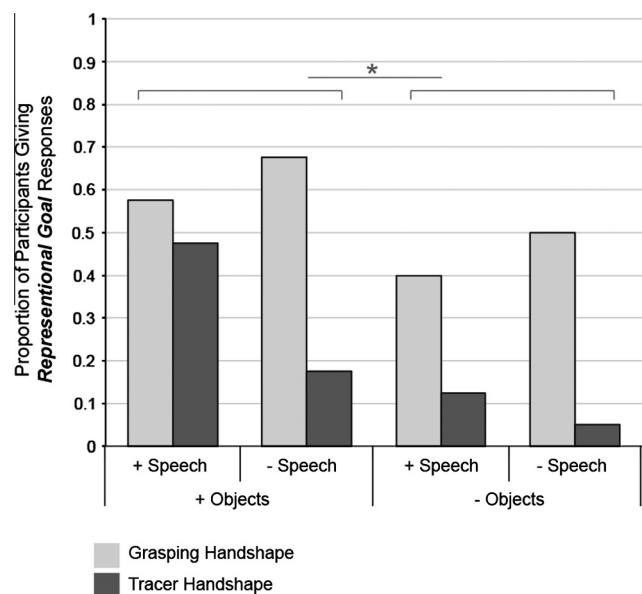 Proportion of Participants Giving
Representional Goal Responses
1
0.9
0.8
0.7
0.6
0.5
0.4
0.3
0.2
0.1
0
*
+ Speech
- Speech
+ Speech
- Speech
+ Objects
- Objects
Grasping Handshape
Tracer Handshape